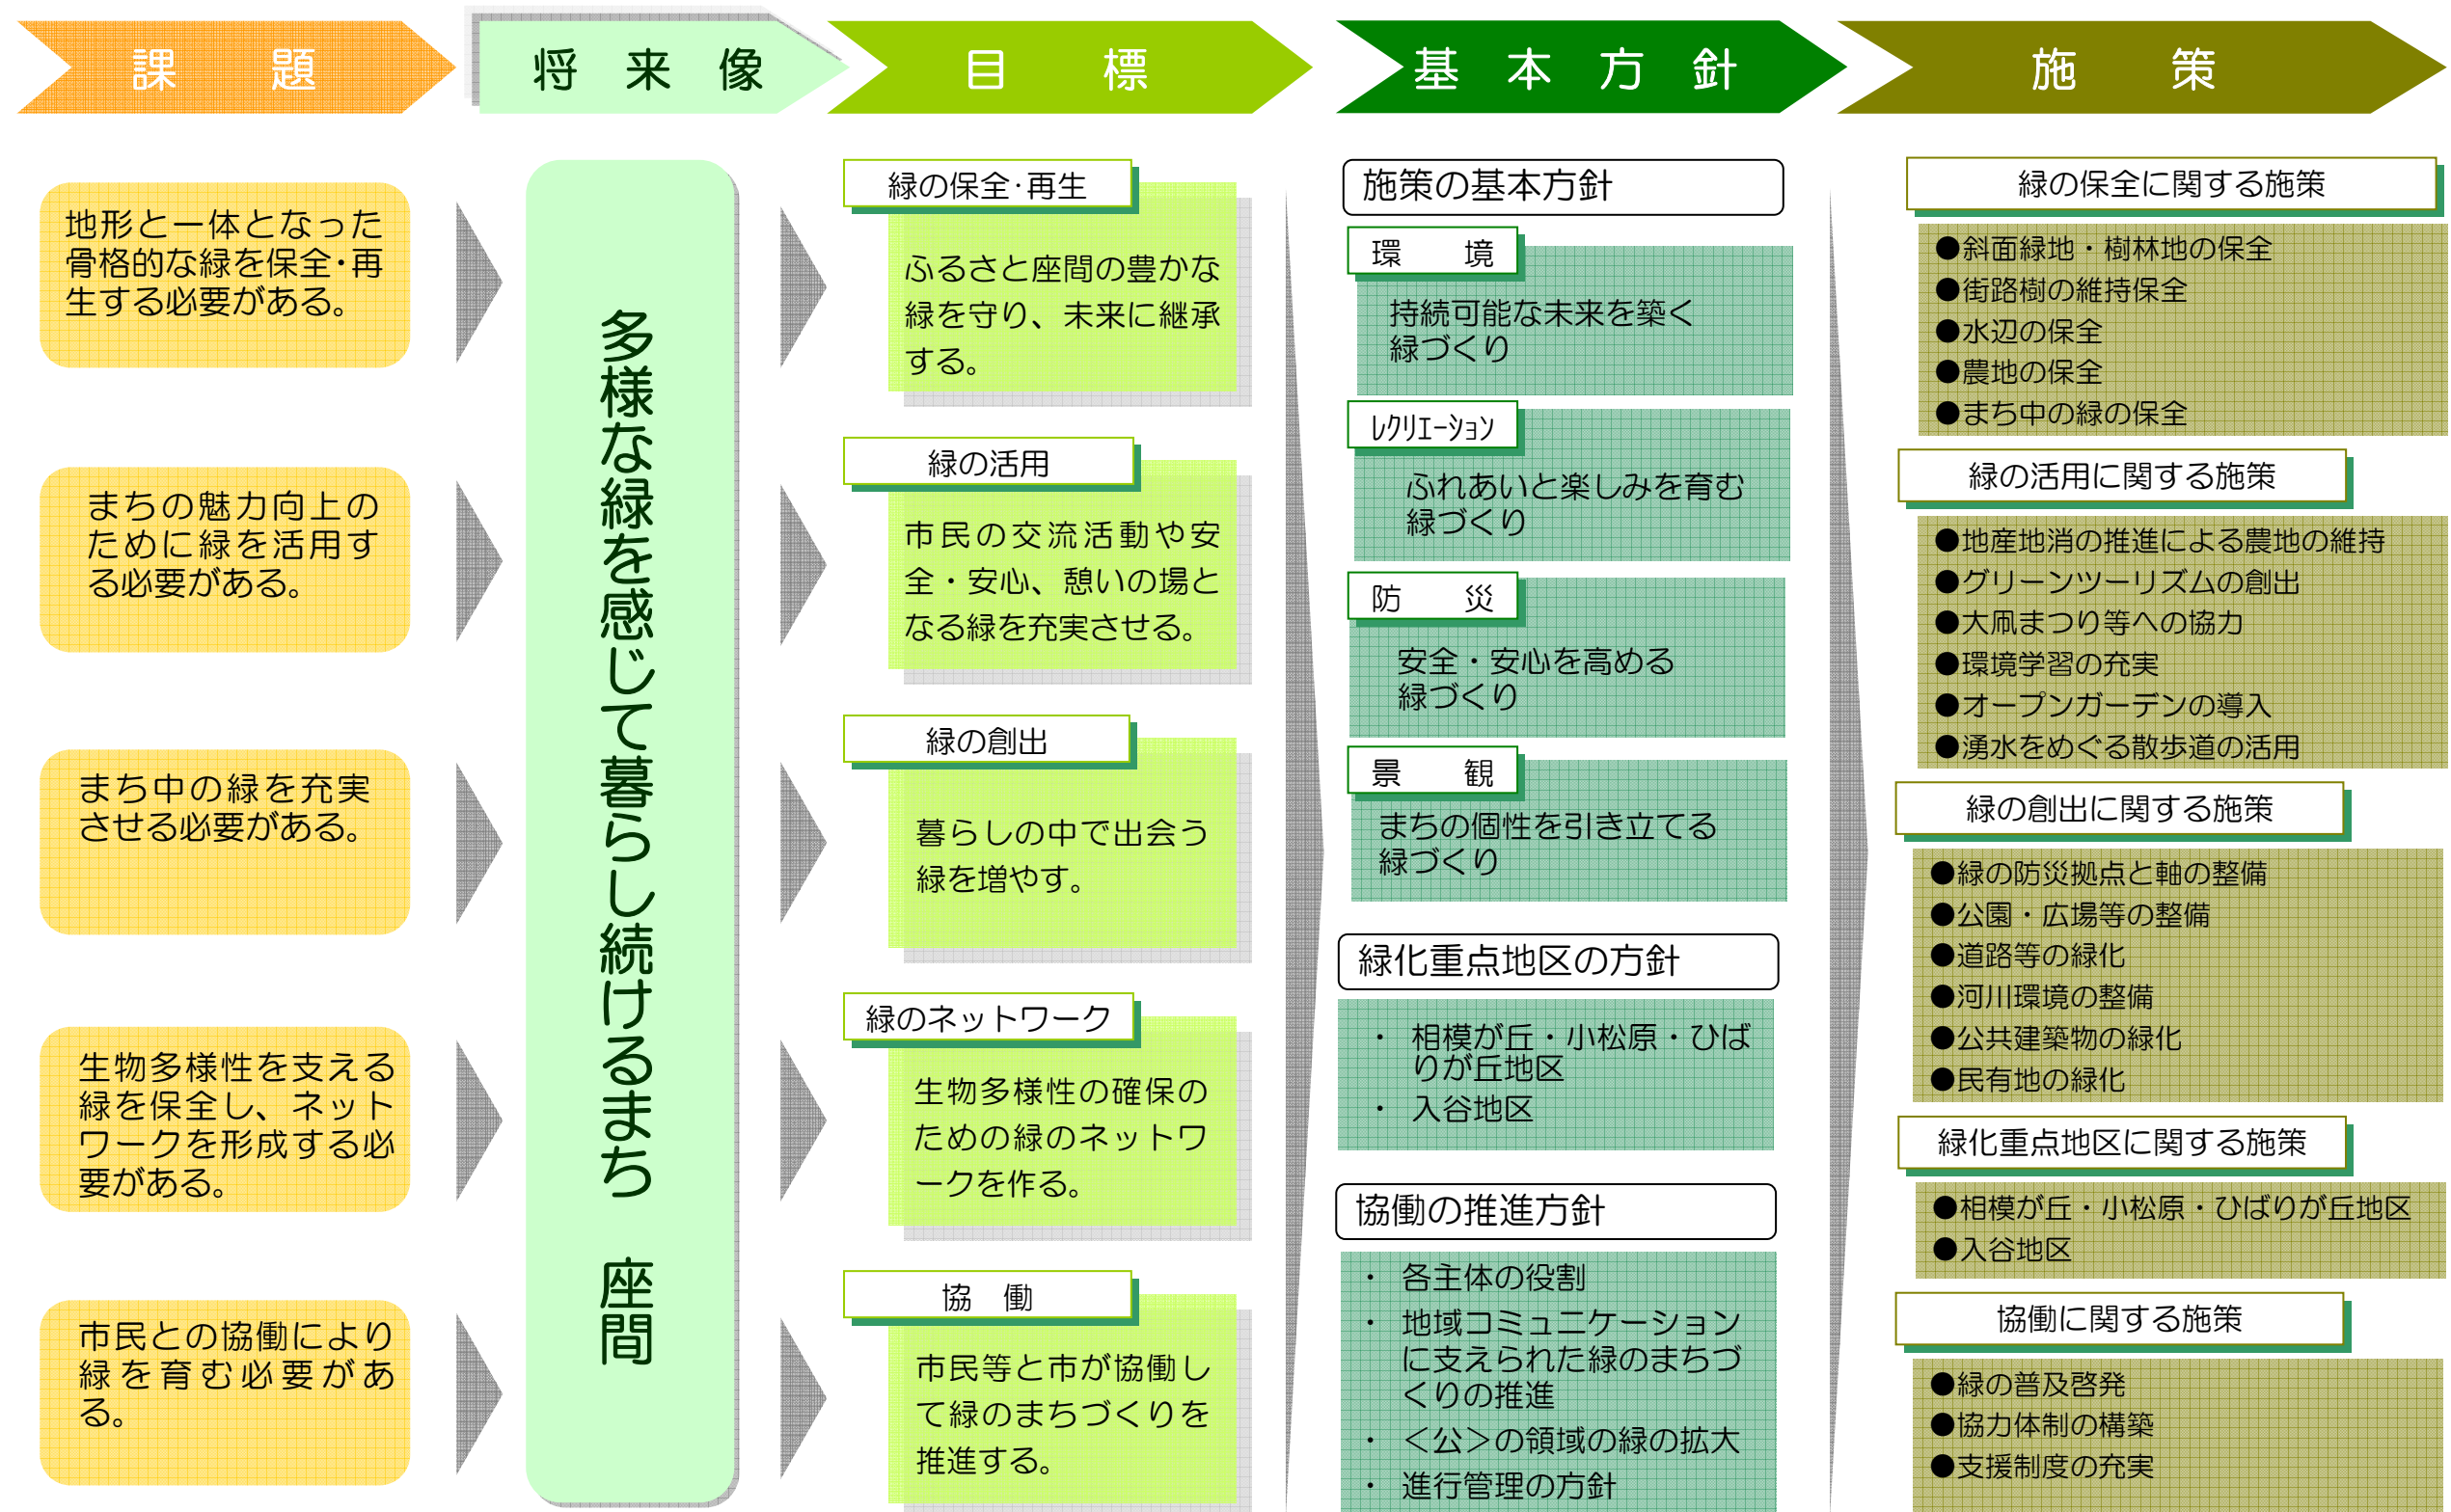 課　題
将　来　像
目　標
基　本　方　針
施　策
地形と一体となった
骨格的な緑を保全・再
生する必要がある。
まちの魅力向上の
ために緑を活用す
る必要がある。
まち中の緑を充実
させる必要がある。
生物多様性を支える
緑を保全し、ネット
ワークを形成する必
要がある。
市民との協働により
緑を育む必要があ
る。
多様な緑を感じて暮らし続けるまち　座間
緑の保全・再生
ふるさと座間の豊かな
緑を守り、未来に継承
する。
緑の活用
市民の交流活動や安
全・安心、憩いの場と
なる緑を充実させる。
緑の創出
暮らしの中で出会う
緑を増やす。
緑のネットワーク
生物多様性の確保の
ための緑のネットワ
ークを作る。
協　働
市民等と市が協働し
て緑のまちづくりを
推進する。
施策の基本方針
環　境
持続可能な未来を築く
緑づくり
ﾚｸﾘｴｰｼｮﾝ
ふれあいと楽しみを育む
緑づくり
防　災
安全・安心を高める
緑づくり
景　観
まちの個性を引き立てる
緑づくり
緑化重点地区の方針
・ 相模が丘・小松原・ひば
りが丘地区
・ 入谷地区
協働の推進方針
・ 各主体の役割
・ 地域コミュニケーション
に支えられた緑のまちづ
くりの推進
・ ＜公＞の領域の緑の拡大
・ 進行管理の方針
緑の保全に関する施策
●斜面緑地・樹林地の保全
●街路樹の維持保全
●水辺の保全
●農地の保全
●まち中の緑の保全
緑の活用に関する施策
●地産地消の推進による農地の維持
●グリーンツーリズムの創出
●大凧まつり等への協力
●環境学習の充実
●オープンガーデンの導入
●湧水をめぐる散歩道の活用
緑の創出に関する施策
●緑の防災拠点と軸の整備
●公園・広場等の整備
●道路等の緑化
●河川環境の整備
●公共建築物の緑化
●民有地の緑化
緑化重点地区に関する施策
●相模が丘・小松原・ひばりが丘地区
●入谷地区
協働に関する施策
●緑の普及啓発
●協力体制の構築
●支援制度の充実